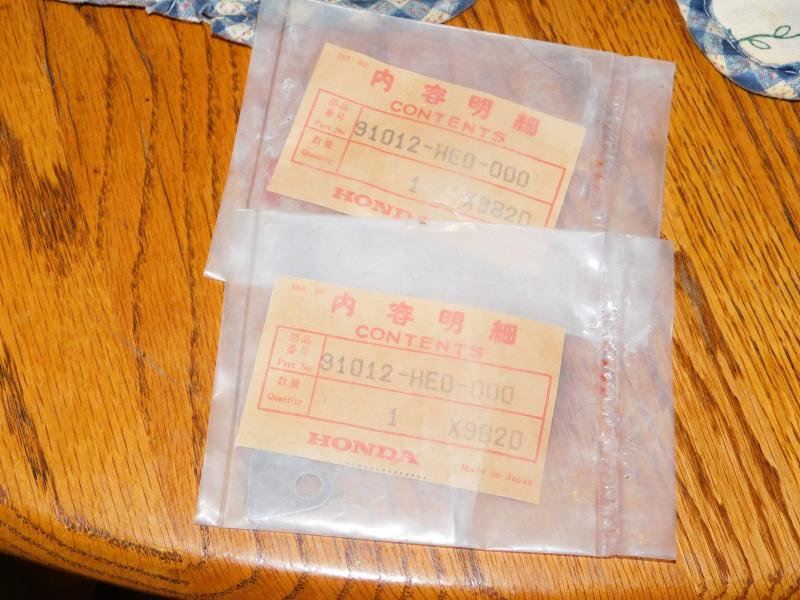 内容明細
CONTENTS
部品番号
Part No.
91012-HE0-000
数量
Quantity
1 X9B20
HONDA
内容明細
CONTENTS
部品番号
Part No.
91012-HE0-000
数量
Quantity
1 X9B20
HONDA
Made in Japan